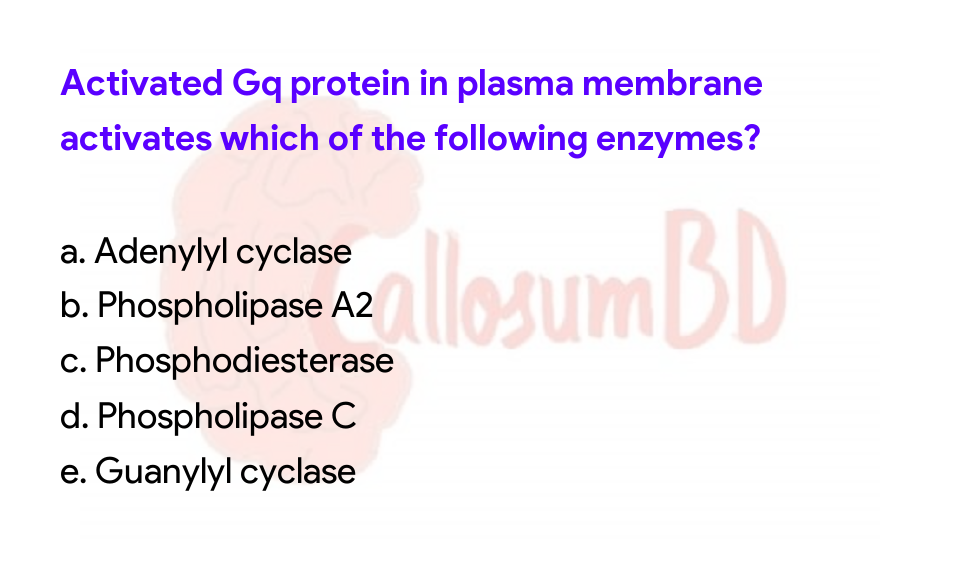 Activated Gq protein in plasma membrane
activates which of the following enzymes?
a. Adenylyl cyclase
b. Phospholipase A2
c. Phosphodiesterase
d. Phospholipase C
e. Guanylyl cyclase
CallosumBD